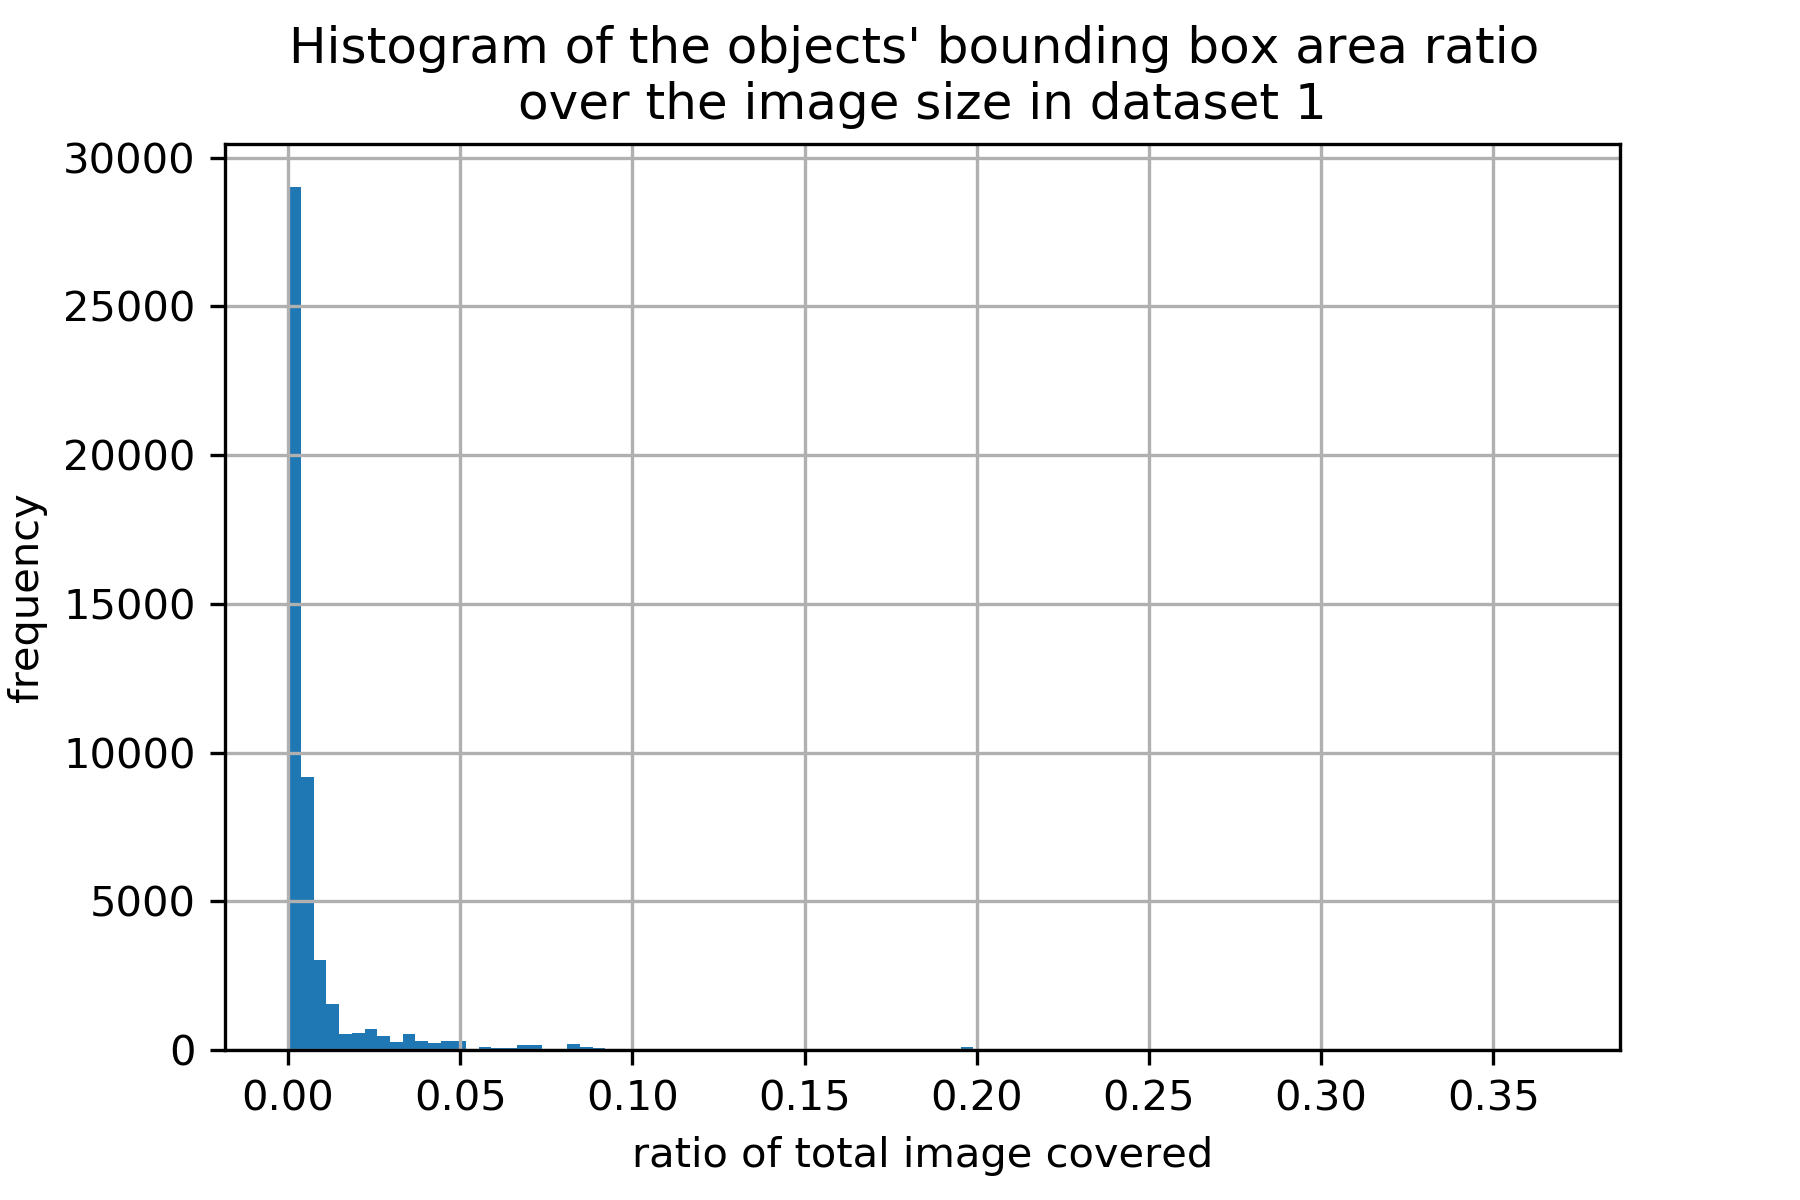 Histogram of the objects' bounding box area ratio
over the image size in dataset 1
30000
25000
20000
15000
10000
5000
0
frequency
0.00 0.05 0.10 0.15 0.20 0.25 0.30 0.35
ratio of total image covered